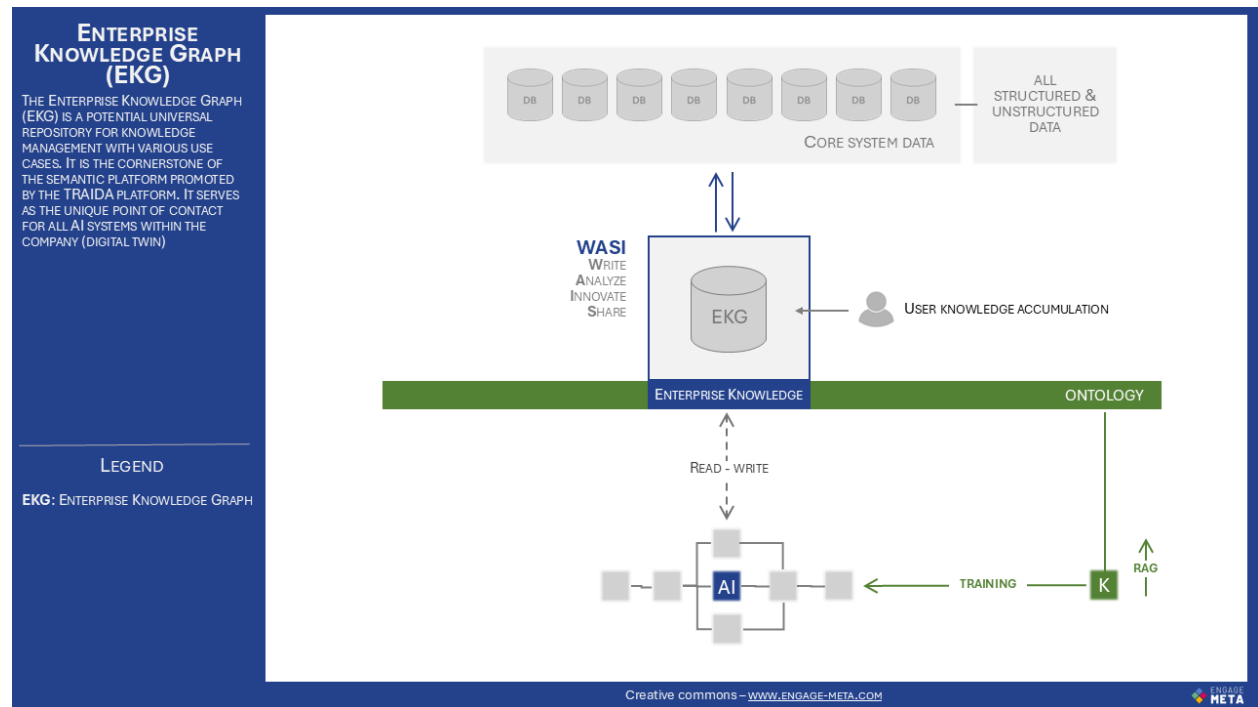 ENTERPRISE
KNOWLEDGE GRAPH
(EKG)
THE ENTERPRISE KNOWLEDGE GRAPH
(EKG) IS A POTENTIAL UNIVERSAL
REPOSITORY FOR KNOWLEDGE
MANAGEMENT WITH VARIOUS USE
CASES. IT IS THE CORNERSTONE OF
THE SEMANTIC PLATFORM PROMOTED
BY THE TRAIDA PLATFORM. IT SERVES
AS THE UNIQUE POINT OF CONTACT
FOR ALL AI SYSTEMS WITHIN THE
COMPANY (DIGITAL TWIN)
LEGEND
EKG: ENTERPRISE KNOWLEDGE GRAPH
DB DB DB DB DB DB DB DB
CORE SYSTEM DATA
ALL
STRUCTURED &
UNSTRUCTURED
DATA
WASI
WRITE
ANALYZE
INNOVATE
SHARE
EKG
USER KNOWLEDGE ACCUMULATION
ENTERPRISE KNOWLEDGE
ONTOLOGY
READ - WRITE
AI
TRAINING
K
RAG
Creative commons – WWW.ENGAGE-META.COM
ENGAGE
META